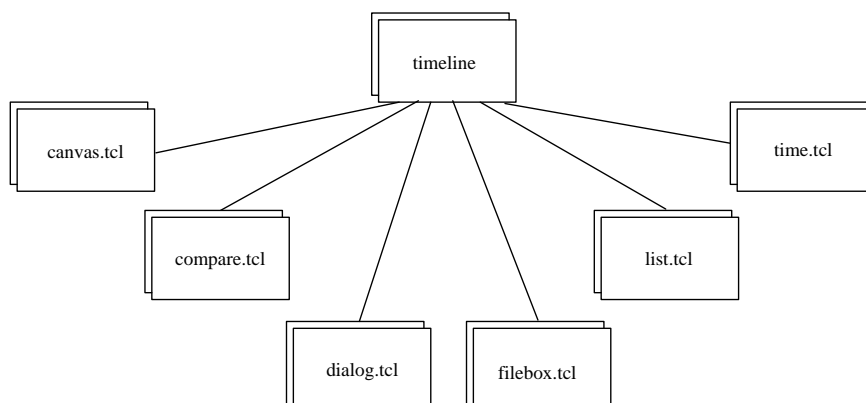 timeline
canvas.tcl
time.tcl
compare.tcl
list.tcl
dialog.tcl
filebox.tcl